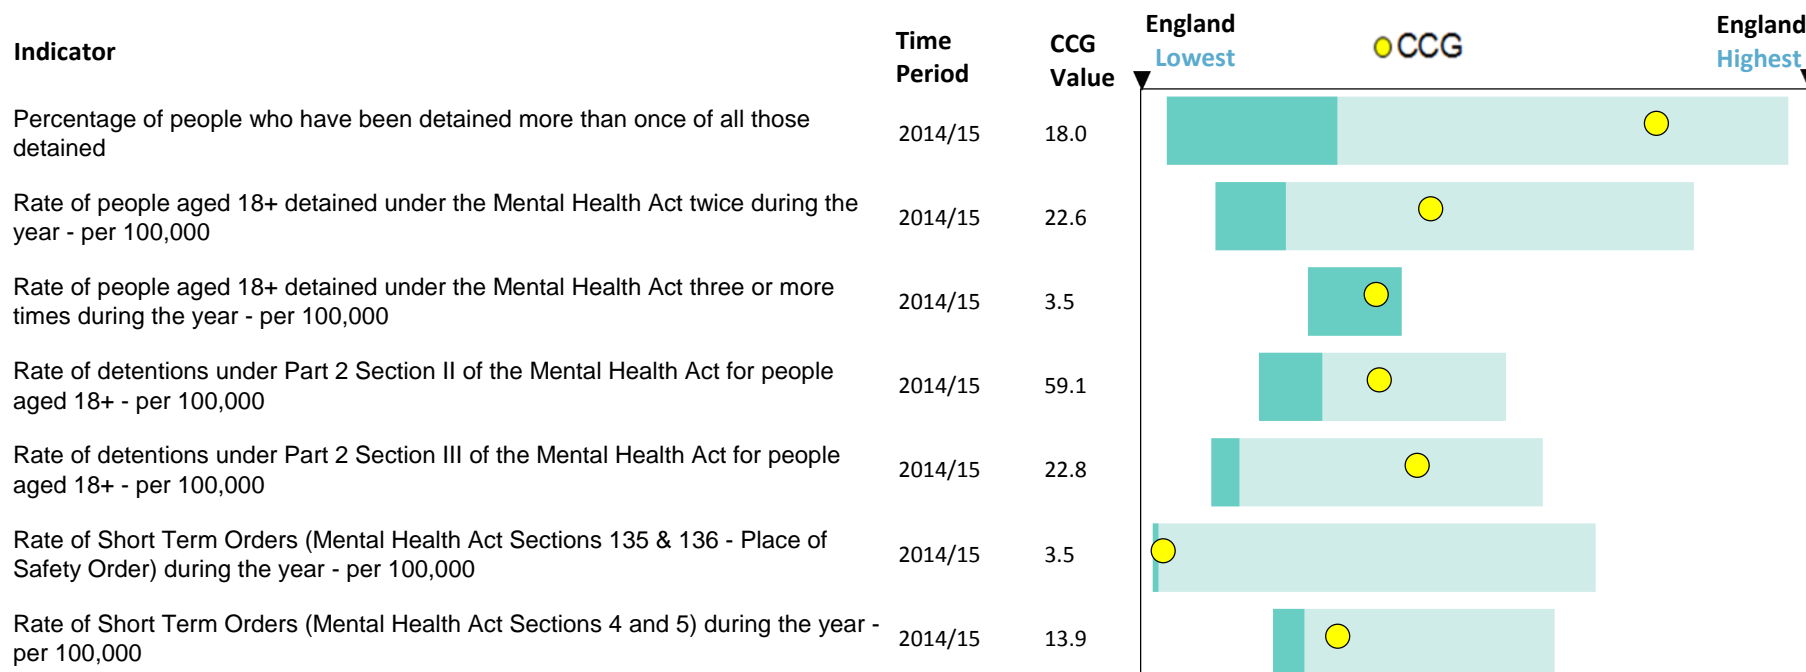 Indicator
Time
Period
CCG
Value
England
Lowest
CCG
England
Highest
Percentage of people who have been detained more than once of all those
detained
2014/15
18.0
Rate of people aged 18+ detained under the Mental Health Act twice during the
year - per 100,000
2014/15
22.6
Rate of people aged 18+ detained under the Mental Health Act three or more
times during the year - per 100,000
2014/15
3.5
Rate of detentions under Part 2 Section II of the Mental Health Act for people
aged 18+ - per 100,000
2014/15
59.1
Rate of detentions under Part 2 Section III of the Mental Health Act for people
aged 18+ - per 100,000
2014/15
22.8
Rate of Short Term Orders (Mental Health Act Sections 135 & 136 - Place of
Safety Order) during the year - per 100,000
2014/15
3.5
Rate of Short Term Orders (Mental Health Act Sections 4 and 5) during the year -
per 100,000
2014/15
13.9